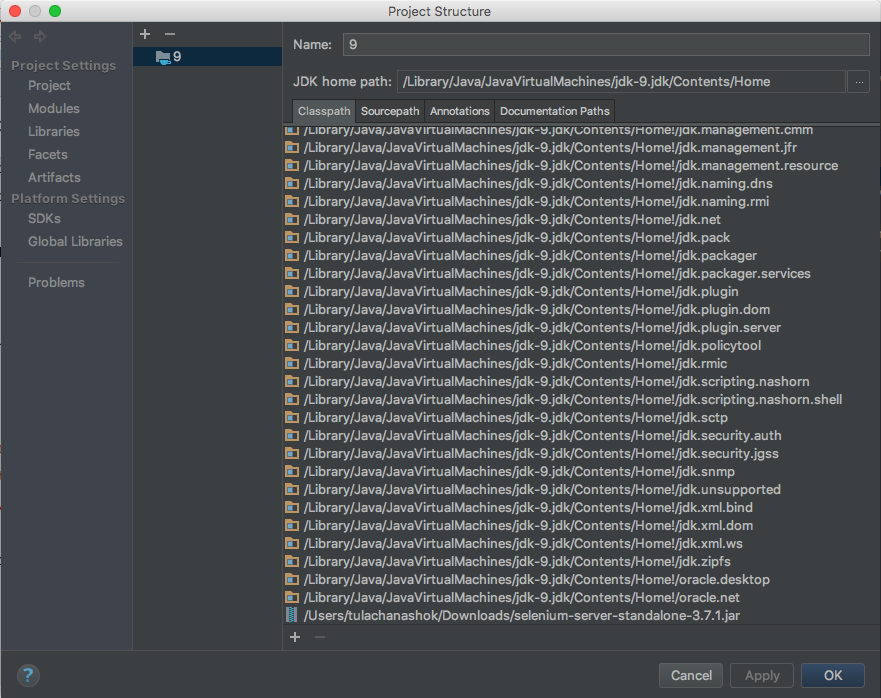 Project Structure
Project Settings
Project
Modules
Libraries
Facets
Artifacts
Platform Settings
SDKs
Global Libraries
Problems
9
Name: 9
JDK home path: /Library/Java/JavaVirtualMachines/jdk-9.jdk/Contents/Home ...
Classpath Sourcepath Annotations Documentation Paths
/Library/Java/JavaVirtualMachines/jdk-9.jdk/Contents/Home!/jdk.management.cmm
/Library/Java/JavaVirtualMachines/jdk-9.jdk/Contents/Home!/jdk.management.jfr
/Library/Java/JavaVirtualMachines/jdk-9.jdk/Contents/Home!/jdk.management.resource
/Library/Java/JavaVirtualMachines/jdk-9.jdk/Contents/Home!/jdk.naming.dns
/Library/Java/JavaVirtualMachines/jdk-9.jdk/Contents/Home!/jdk.naming.rmi
/Library/Java/JavaVirtualMachines/jdk-9.jdk/Contents/Home!/jdk.net
/Library/Java/JavaVirtualMachines/jdk-9.jdk/Contents/Home!/jdk.pack
/Library/Java/JavaVirtualMachines/jdk-9.jdk/Contents/Home!/jdk.packager
/Library/Java/JavaVirtualMachines/jdk-9.jdk/Contents/Home!/jdk.packager.services
/Library/Java/JavaVirtualMachines/jdk-9.jdk/Contents/Home!/jdk.plugin
/Library/Java/JavaVirtualMachines/jdk-9.jdk/Contents/Home!/jdk.plugin.dom
/Library/Java/JavaVirtualMachines/jdk-9.jdk/Contents/Home!/jdk.plugin.server
/Library/Java/JavaVirtualMachines/jdk-9.jdk/Contents/Home!/jdk.policytool
/Library/Java/JavaVirtualMachines/jdk-9.jdk/Contents/Home!/jdk.rmic
/Library/Java/JavaVirtualMachines/jdk-9.jdk/Contents/Home!/jdk.scripting.nashorn
/Library/Java/JavaVirtualMachines/jdk-9.jdk/Contents/Home!/jdk.scripting.nashorn.shell
/Library/Java/JavaVirtualMachines/jdk-9.jdk/Contents/Home!/jdk.sctp
/Library/Java/JavaVirtualMachines/jdk-9.jdk/Contents/Home!/jdk.security.auth
/Library/Java/JavaVirtualMachines/jdk-9.jdk/Contents/Home!/jdk.security.jgss
/Library/Java/JavaVirtualMachines/jdk-9.jdk/Contents/Home!/jdk.snmp
/Library/Java/JavaVirtualMachines/jdk-9.jdk/Contents/Home!/jdk.unsupported
/Library/Java/JavaVirtualMachines/jdk-9.jdk/Contents/Home!/jdk.xml.bind
/Library/Java/JavaVirtualMachines/jdk-9.jdk/Contents/Home!/jdk.xml.dom
/Library/Java/JavaVirtualMachines/jdk-9.jdk/Contents/Home!/jdk.xml.ws
/Library/Java/JavaVirtualMachines/jdk-9.jdk/Contents/Home!/jdk.zipfs
/Library/Java/JavaVirtualMachines/jdk-9.jdk/Contents/Home!/oracle.desktop
/Library/Java/JavaVirtualMachines/jdk-9.jdk/Contents/Home!/oracle.net
/Users/tulachanashok/Downloads/selenium-server-standalone-3.7.1.jar
? Cancel Apply OK